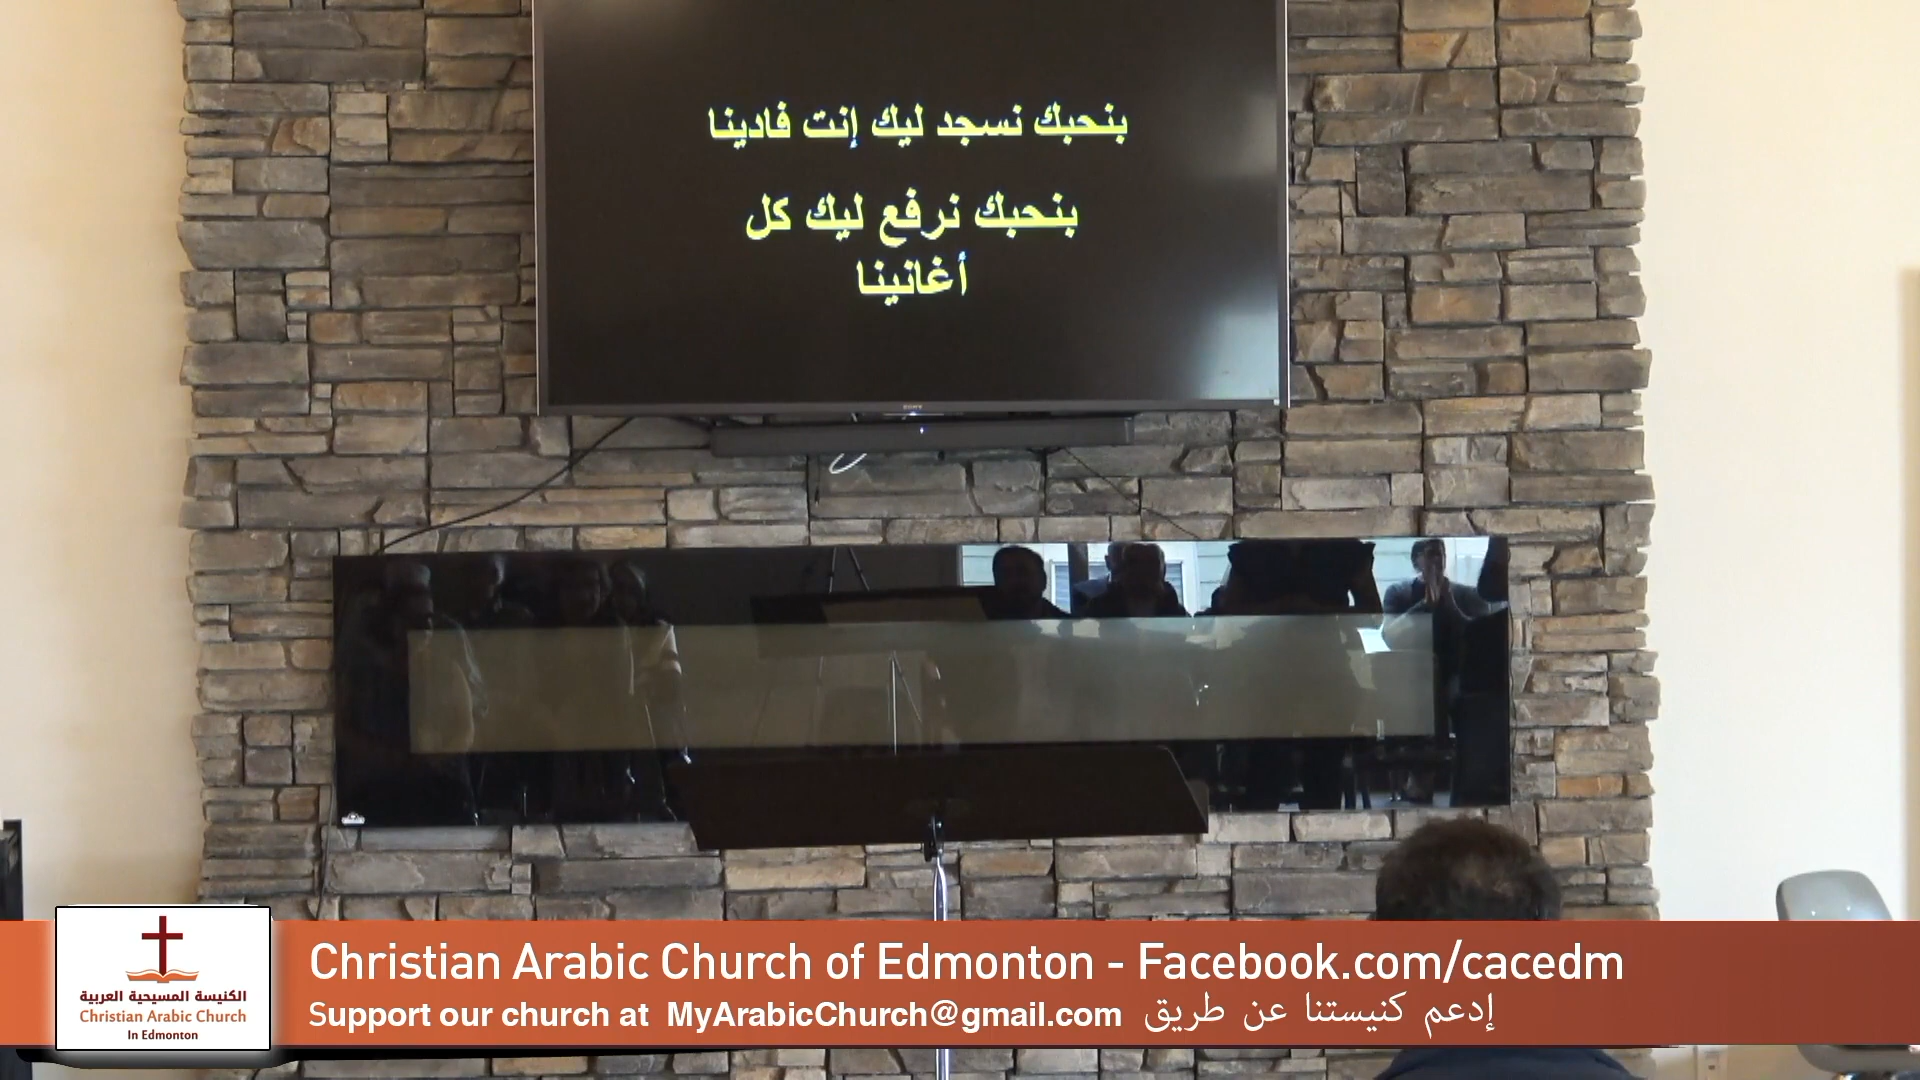 بنحبك نسجد ليك إنت فادينا
بنحبك نرفع ليك كل
أغانينا
SONY
الكنيسة المسيحية العربية
Christian Arabic Church
In Edmonton
Christian Arabic Church of Edmonton - Facebook.com/cacedm
Support our church at MyArabicChurch@gmail.com إدعم كنيستنا عن طريق